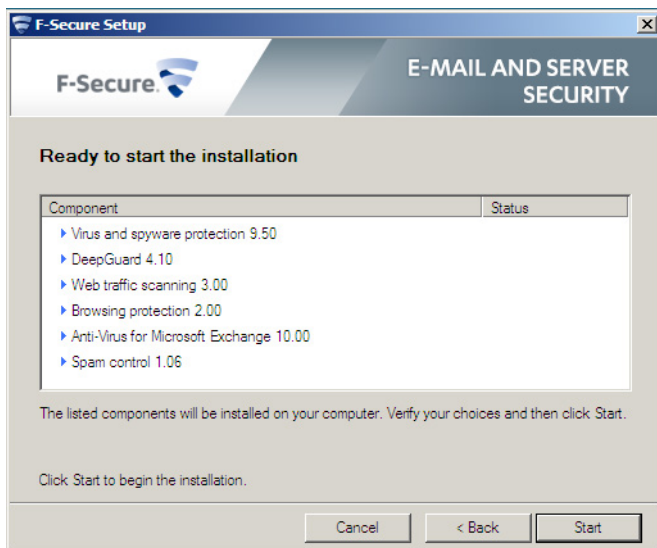 F-Secure Setup
F-Secure.
E-MAIL AND SERVER
SECURITY
Ready to start the installation
Component Status
Virus and spyware protection 9.50
DeepGuard 4.10
Web traffic scanning 3.00
Browsing protection 2.00
Anti-Virus for Microsoft Exchange 10.00
Spam control 1.06
The listed components will be installed on your computer. Verify your choices and then click Start.
Click Start to begin the installation.
Cancel < Back Start